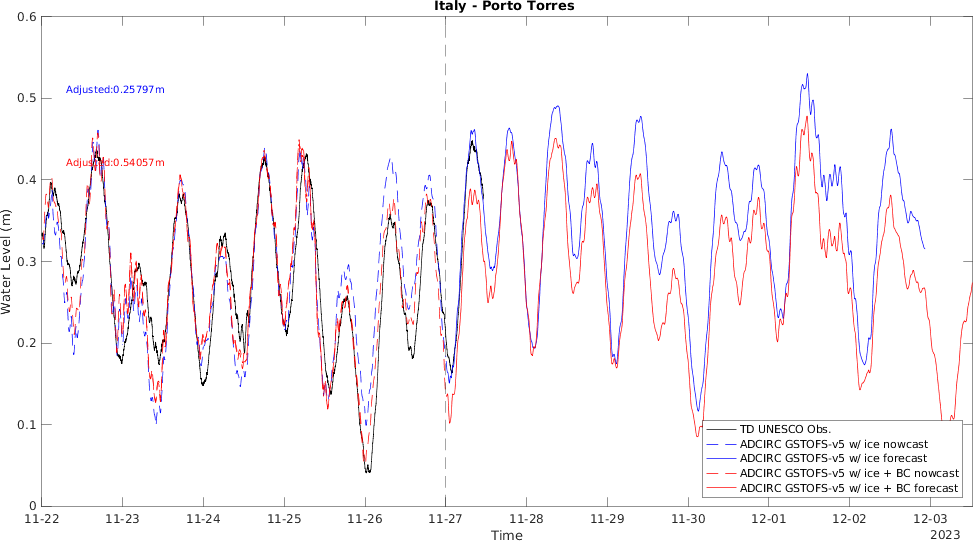 Italy - Porto Torres
0.6
0.5
0.4
0.3
0.2
0.1
0
Water Level (m)
Adjusted:0.25797m
Adjusted:0.54057m
TD UNESCO Obs.
ADCIRC GSTOFS-v5 w/ ice nowcast
ADCIRC GSTOFS-v5 w/ ice forecast
ADCIRC GSTOFS-v5 w/ ice + BC nowcast
ADCIRC GSTOFS-v5 w/ ice + BC forecast
11-22 11-23 11-24 11-25 11-26 11-27 11-28 11-29 11-30 12-01 12-02 12-03
Time
2023